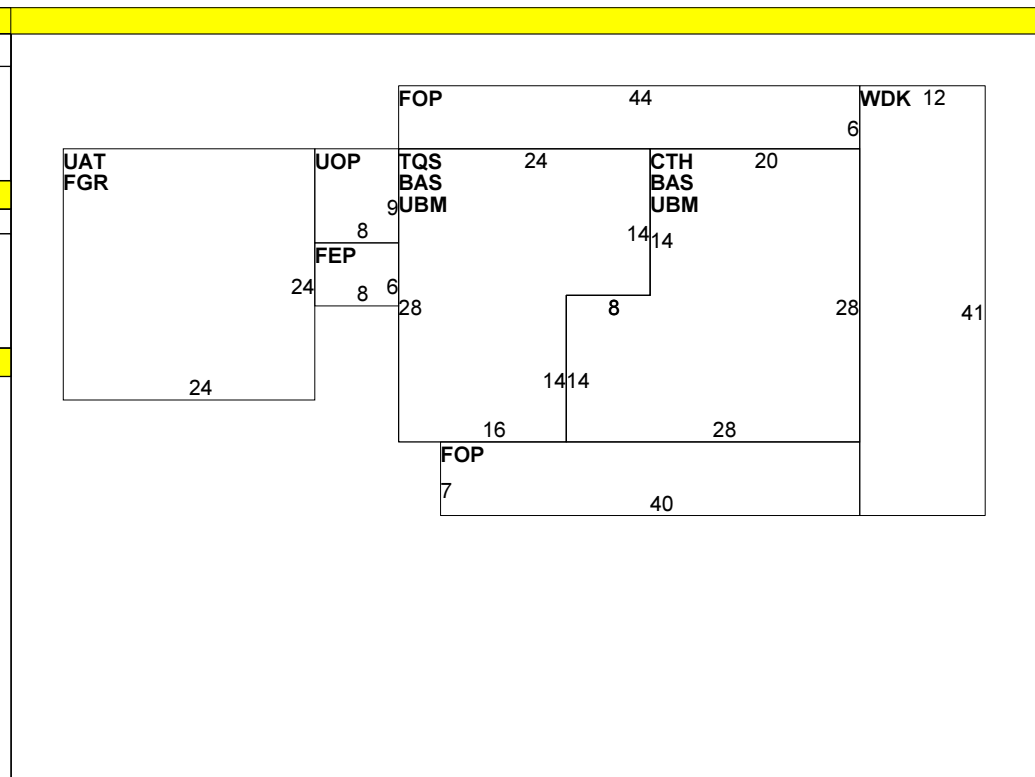 FOP 44 WDK 12
6
UAT UOP TQS 24 CTH 20
FGR BAS BAS
9 UBM UBM
8 14 14
FEP
24 8 6
28 8 28 41
24 14 14
16 28
FOP
7
40